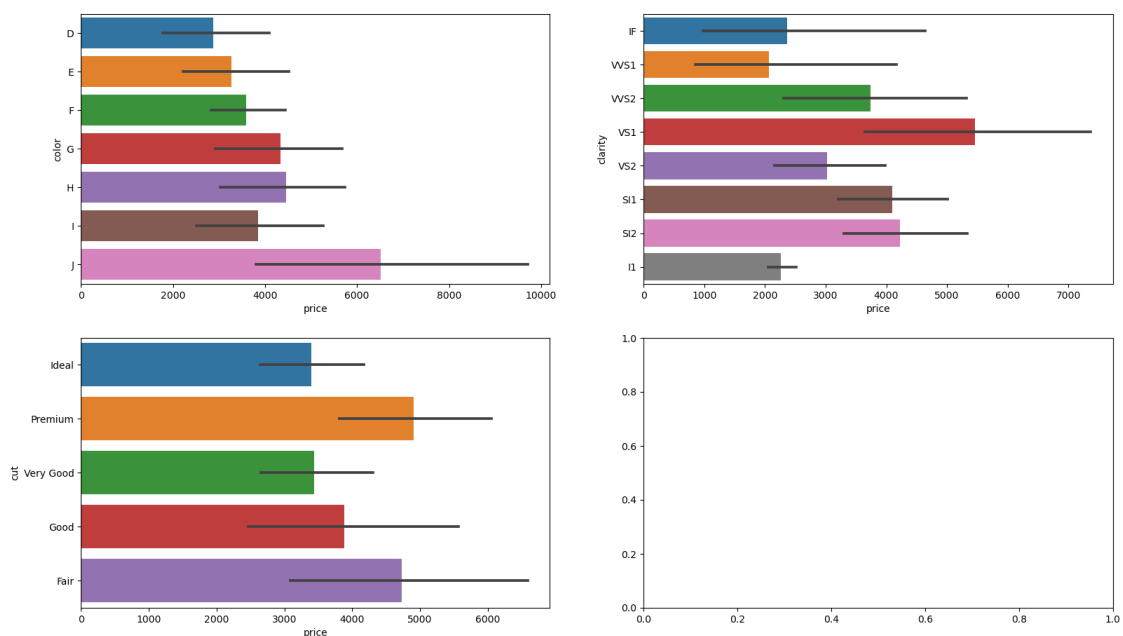 D
E
F
G
H
I
J
color
0 2000 4000 6000 8000 10000
price
IF
VVS1
VVS2
VS1
VS2
SI1
SI2
I1
clarity
0 1000 2000 3000 4000 5000 6000 7000
price
Ideal
Premium
Very Good
Good
Fair
cut
0 1000 2000 3000 4000 5000 6000
price
1.0
0.8
0.6
0.4
0.2
0.0
0.0 0.2 0.4 0.6 0.8 1.0